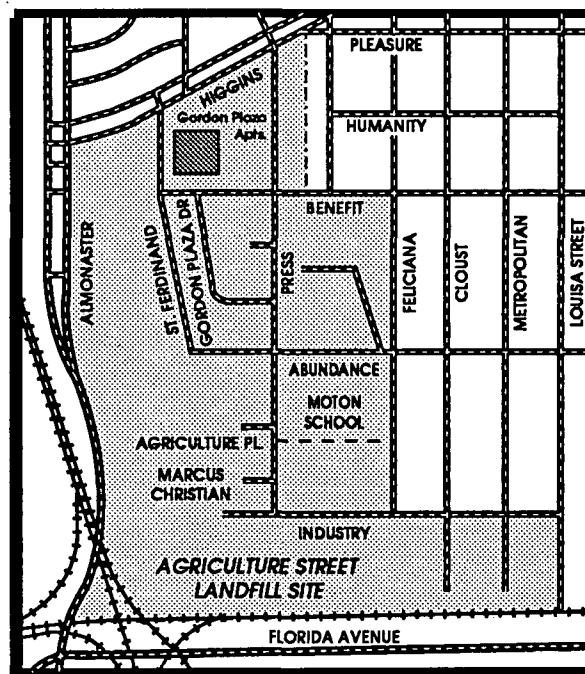 PLEASURE
HIGGINS
Gordon Plaza
Apts.
HUMANITY
BENEFIT
ALMONASTER
ST. FERDINAND
GORDON PLAZA DR
PRESS
FELICIANA
CLOUST
METROPOLITAN
LOUISA STREET
ABUNDANCE
MOTON
SCHOOL
AGRICULTURE PL.
MARCUS
CHRISTIAN
INDUSTRY
AGRICULTURE STREET
LANDFILL SITE
FLORIDA AVENUE